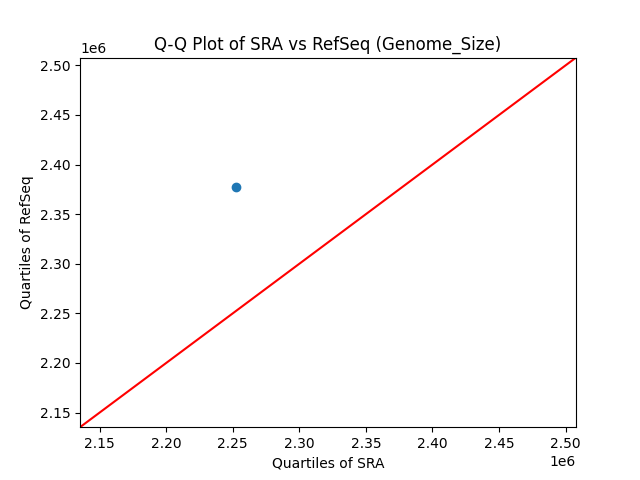 Q-Q Plot of SRA vs RefSeq (Genome_Size)
1e6
2.50
2.45
2.40
2.35
2.30
2.25
2.20
2.15
Quartiles of RefSeq
2.15 2.20 2.25 2.30 2.35 2.40 2.45 2.50
1e6
Quartiles of SRA